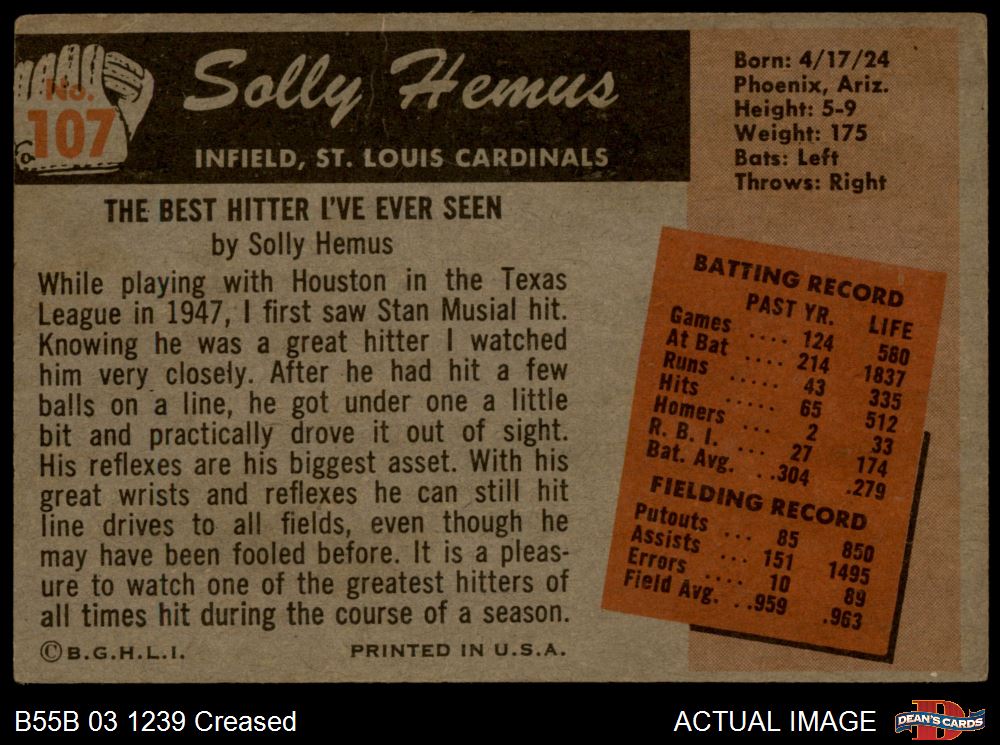 No.
107
Solly Hemus
INFIELD, ST. LOUIS CARDINALS
Born: 4/17/24
Phoenix, Ariz.
Height: 5-9
Weight: 175
Bats: Left
Throws: Right
THE BEST HITTER I'VE EVER SEEN
by Solly Hemus
While playing with Houston in the Texas
League in 1947, I first saw Stan Musial hit.
Knowing he was a great hitter I watched
him very closely. After he had hit a few
balls on a line, he got under one a little
bit and practically drove it out of sight.
His reflexes are his biggest asset. With his
great wrists and reflexes he can still hit
line drives to all fields, even though he
may have been fooled before. It is a pleas-
ure to watch one of the greatest hitters of
all times hit during the course of a season.
BATTING RECORD
PAST YR. LIFE
Games .... 124 580
At Bat .... 214 1837
Runs ..... 43 335
Hits ..... 65 512
Homers ... 2 33
R. B. I. .. 27 174
Bat. Avg. ..304 .279
FIELDING RECORD
Putouts ... 85 850
Assists ... 151 1495
Errors .... 10 89
Field Avg. ..959 .963
©B.G.H.L.I. PRINTED IN U.S.A.
B55B 03 1239 Creased
ACTUAL IMAGE
DEAN'S CARDS